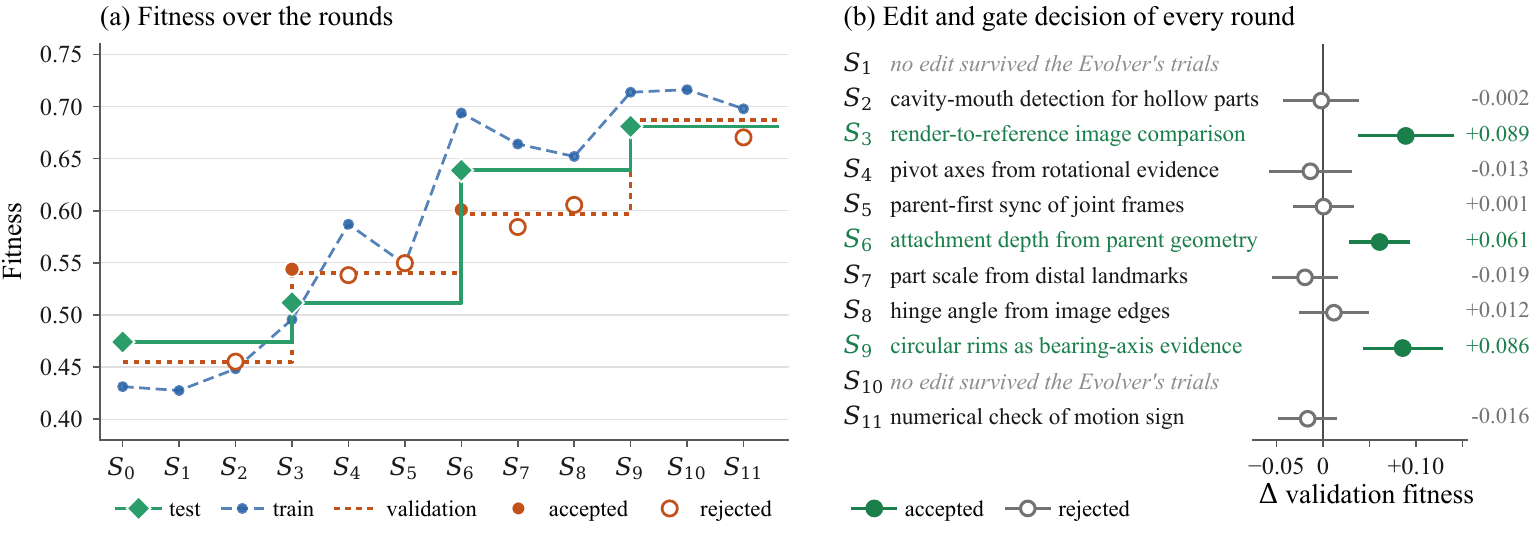 (a) Fitness over the rounds
Fitness
0.75
0.70
0.65
0.60
0.55
0.50
0.45
0.40
S0 S1 S2 S3 S4 S5 S6 S7 S8 S9 S10 S11
test train validation accepted rejected
(b) Edit and gate decision of every round
S1 no edit survived the Evolver's trials
S2 cavity-mouth detection for hollow parts -0.002
S3 render-to-reference image comparison +0.089
S4 pivot axes from rotational evidence -0.013
S5 parent-first sync of joint frames +0.001
S6 attachment depth from parent geometry +0.061
S7 part scale from distal landmarks -0.019
S8 hinge angle from image edges +0.012
S9 circular rims as bearing-axis evidence +0.086
S10 no edit survived the Evolver's trials
S11 numerical check of motion sign -0.016
−0.05 0 +0.10
Δ validation fitness
accepted rejected